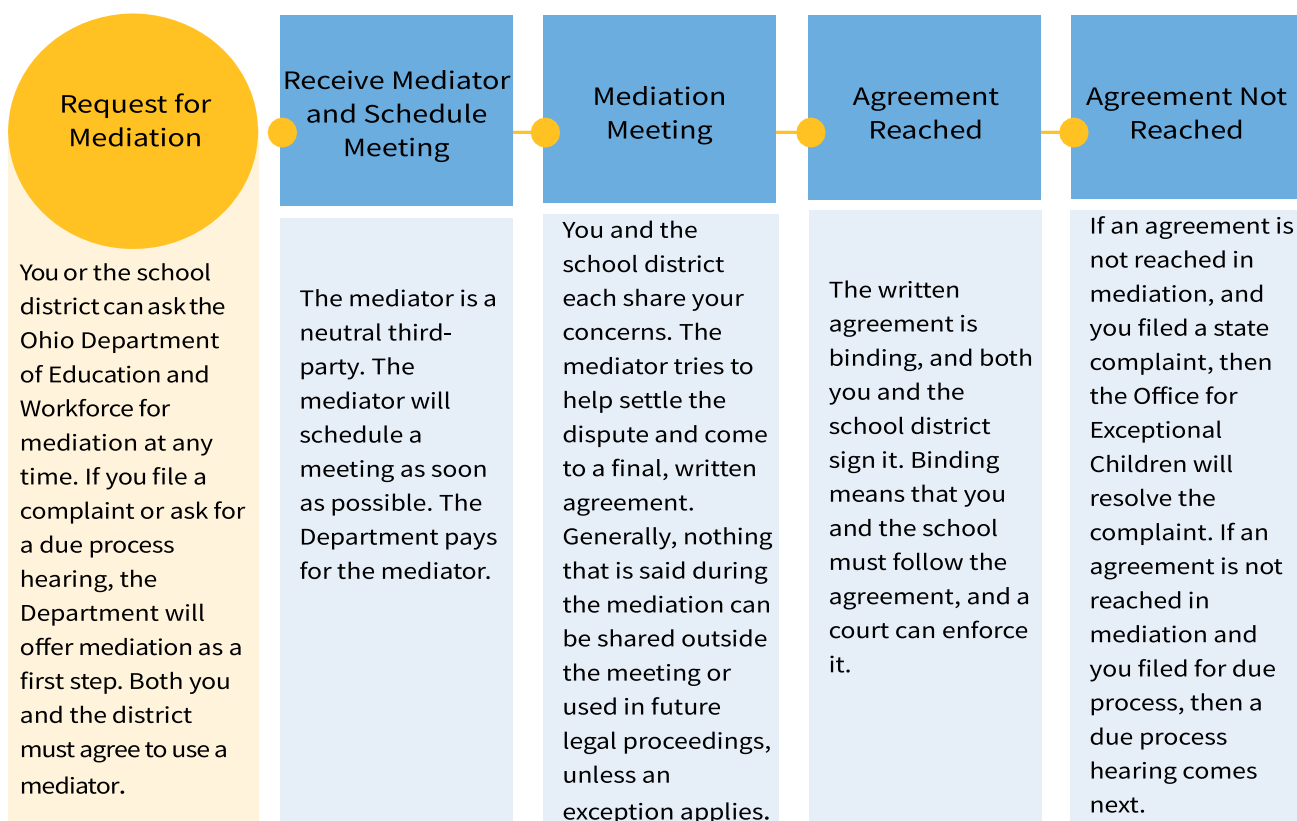 Request for
Mediation
You or the school
district can ask the
Ohio Department
of Education and
Workforce for
mediation at any
time. If you file a
complaint or ask for
a due process
hearing, the
Department will
offer mediation as a
first step. Both you
and the district
must agree to use a
mediator.
Receive Mediator
and Schedule
Meeting
The mediator is a
neutral third-
party. The
mediator will
schedule a
meeting as soon
as possible. The
Department pays
for the mediator.
Mediation
Meeting
You and the
school district
each share your
concerns. The
mediator tries to
help settle the
dispute and come
to a final, written
agreement.
Generally, nothing
that is said during
the mediation can
be shared outside
the meeting or
used in future
legal proceedings,
unless an
exception applies.
Agreement
Reached
The written
agreement is
binding, and both
you and the
school district
sign it. Binding
means that you
and the school
must follow the
agreement, and a
court can enforce
it.
Agreement Not
Reached
If an agreement is
not reached in
mediation, and
you filed a state
complaint, then
the Office for
Exceptional
Children will
resolve the
complaint. If an
agreement is not
reached in
mediation and
you filed for due
process, then a
due process
hearing comes
next.